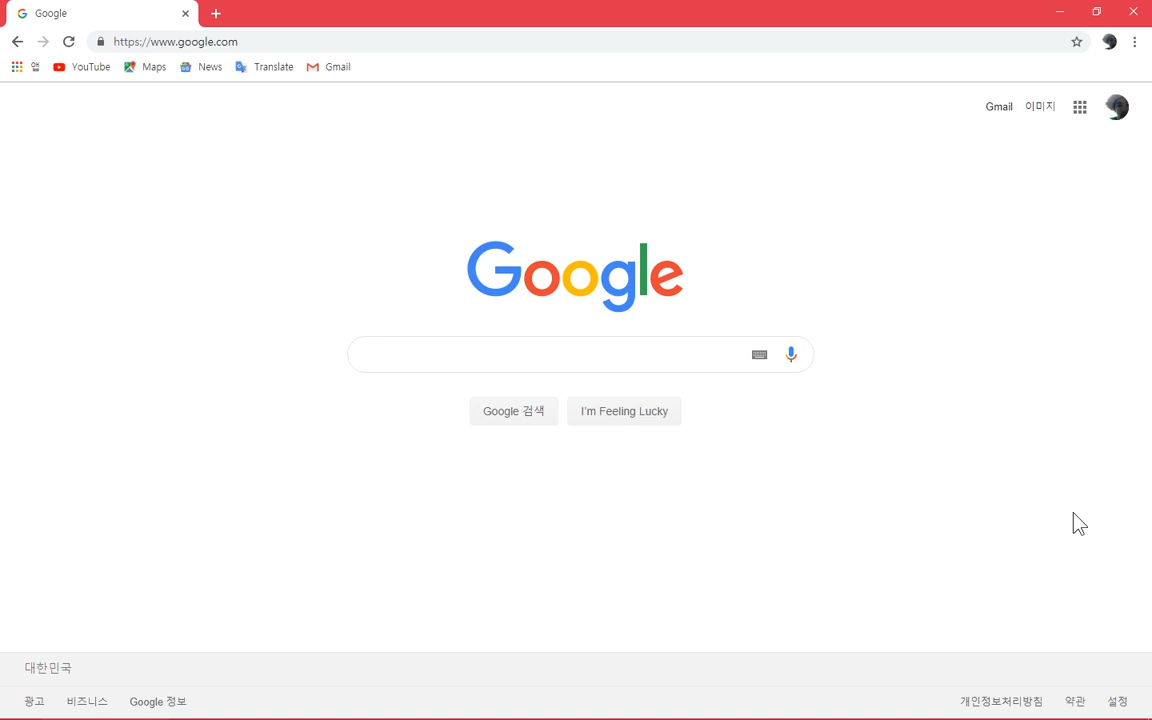 Google
https://www.google.com
앱 YouTube Maps News Translate Gmail
Gmail 이미지
Google
Google 검색 I'm Feeling Lucky
대한민국
광고 비즈니스 Google 정보 개인정보처리방침 약관 설정